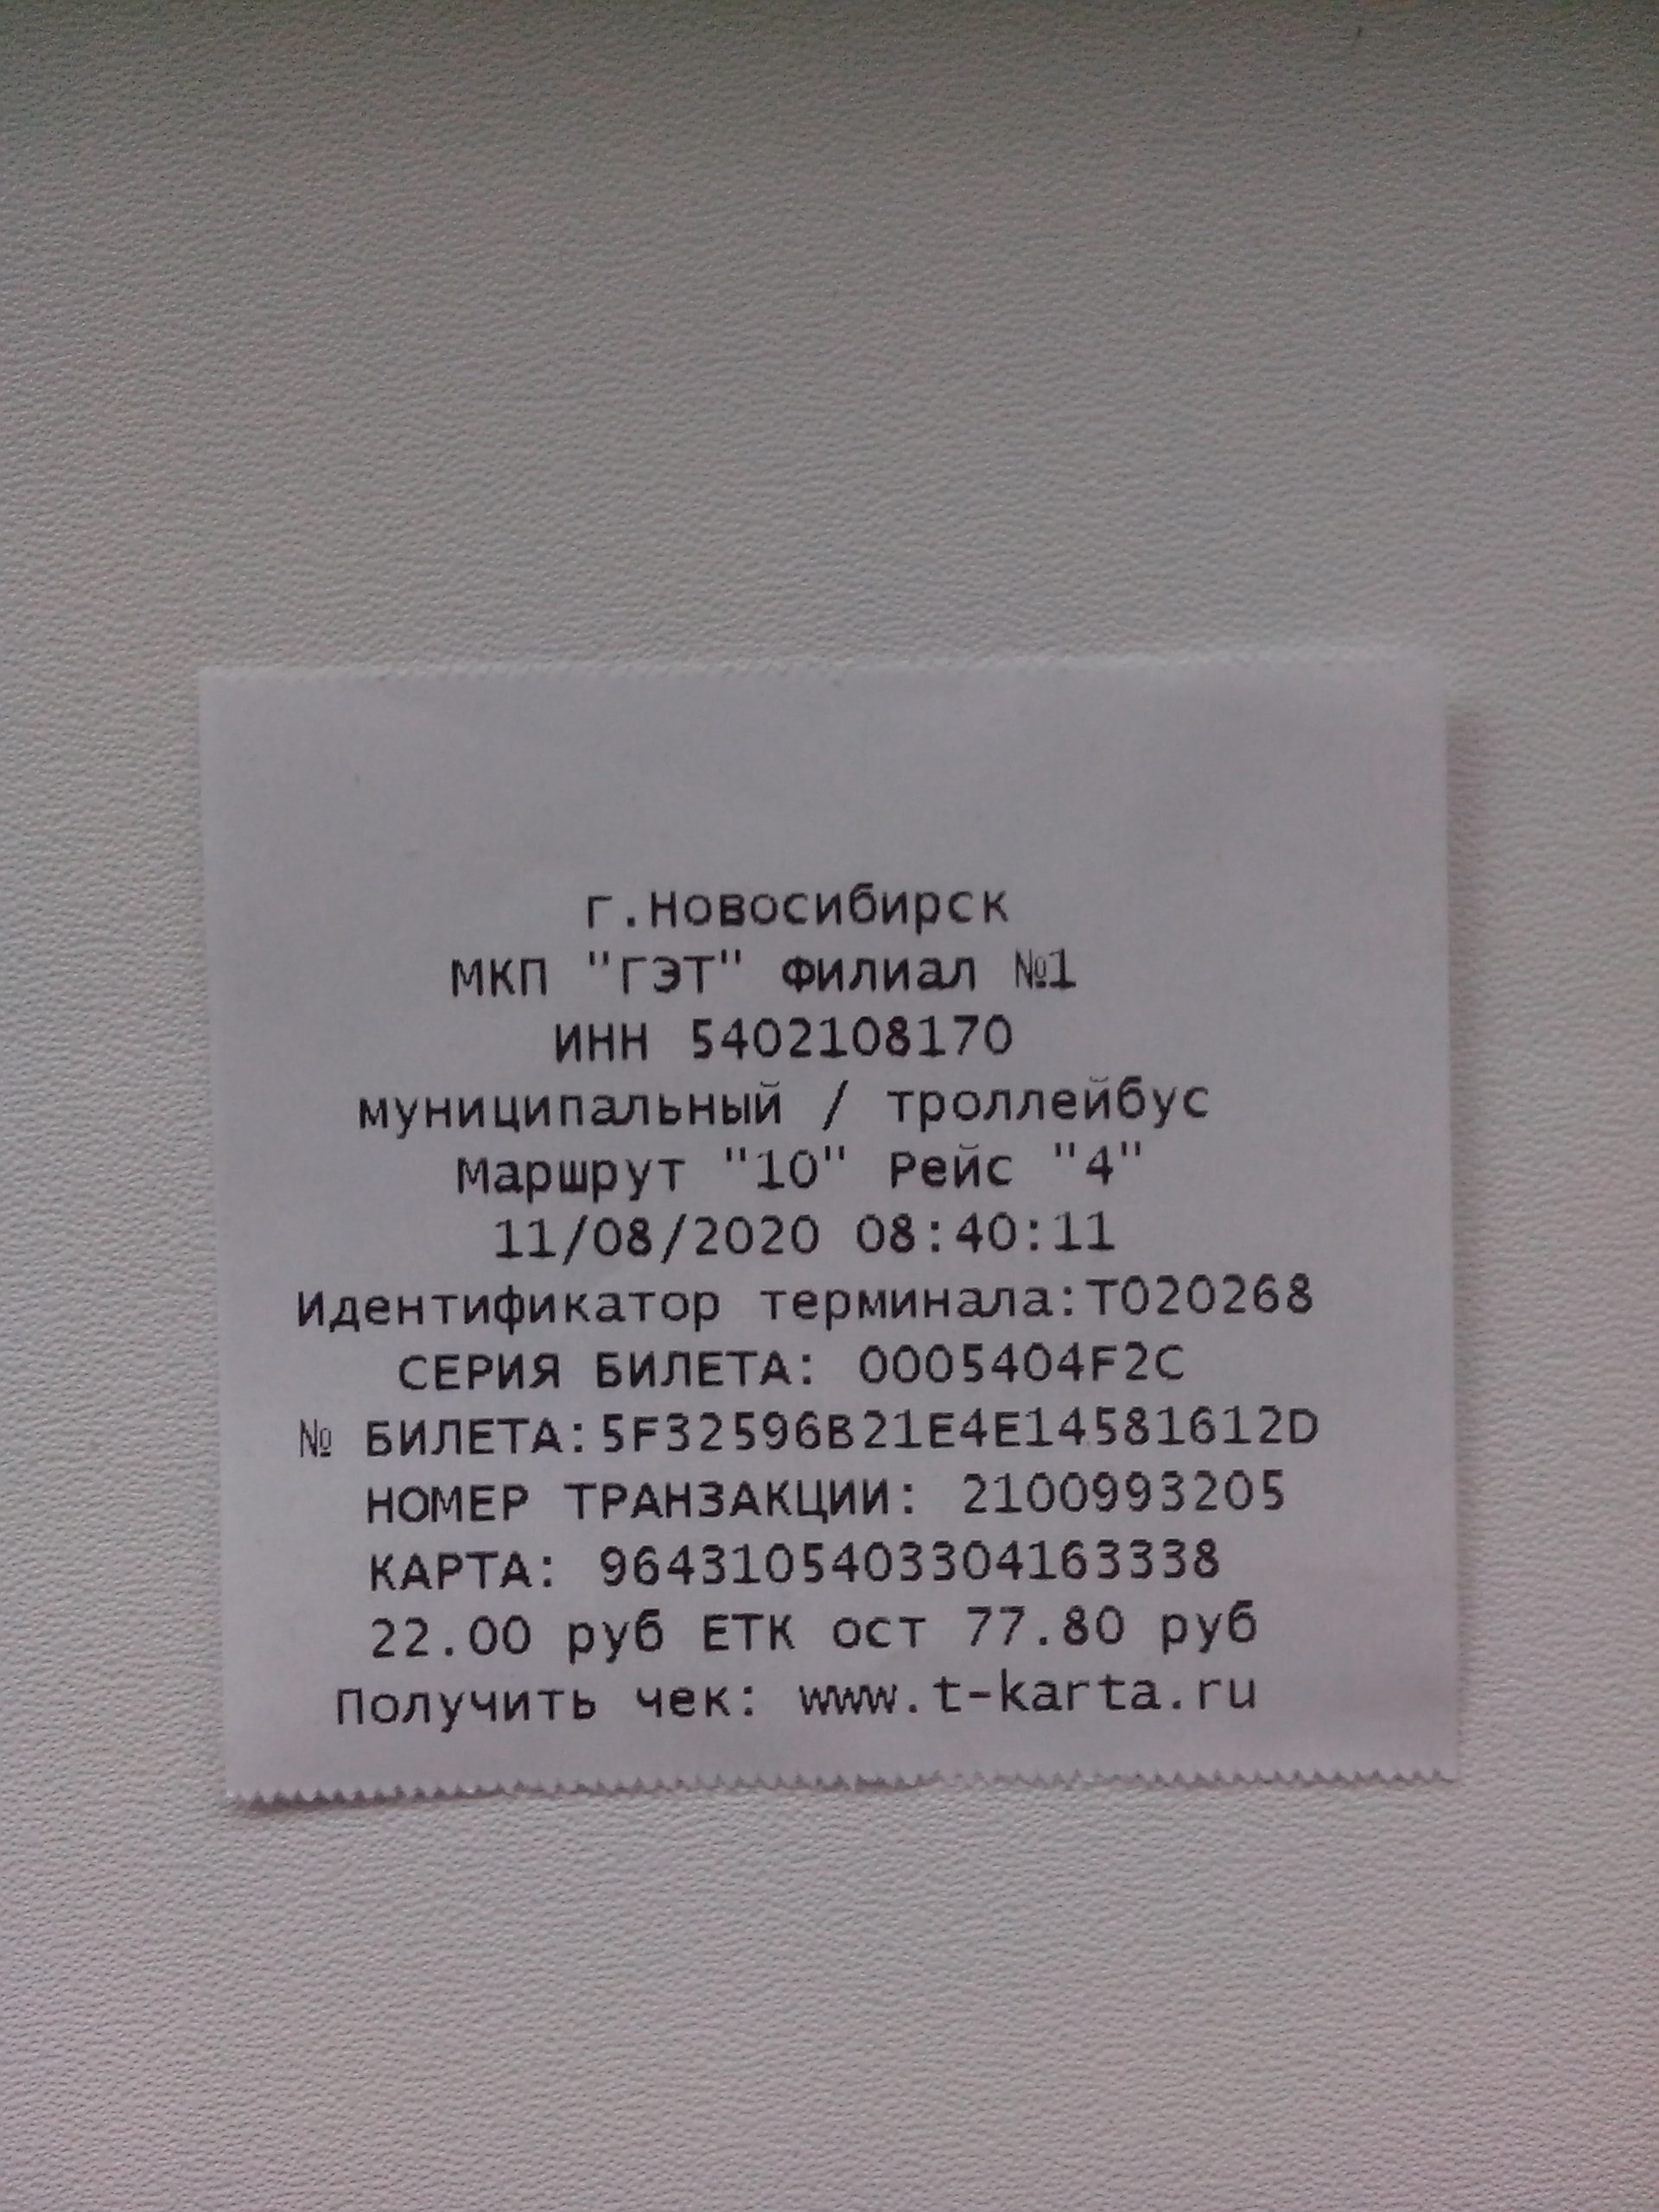 г.Новосибирск
МКП "ГЭТ" Филиал №1
ИНН 5402108170
муниципальный / троллейбус
Маршрут "10" Рейс "4"
11/08/2020 08:40:11
Идентификатор терминала:T020268
СЕРИЯ БИЛЕТА: 0005404F2C
№ БИЛЕТА:5F32596B21E4E14581612D
НОМЕР ТРАНЗАКЦИИ: 2100993205
КАРТА: 9643105403304163338
22.00 руб ЕТК ост 77.80 руб
Получить чек: www.t-karta.ru